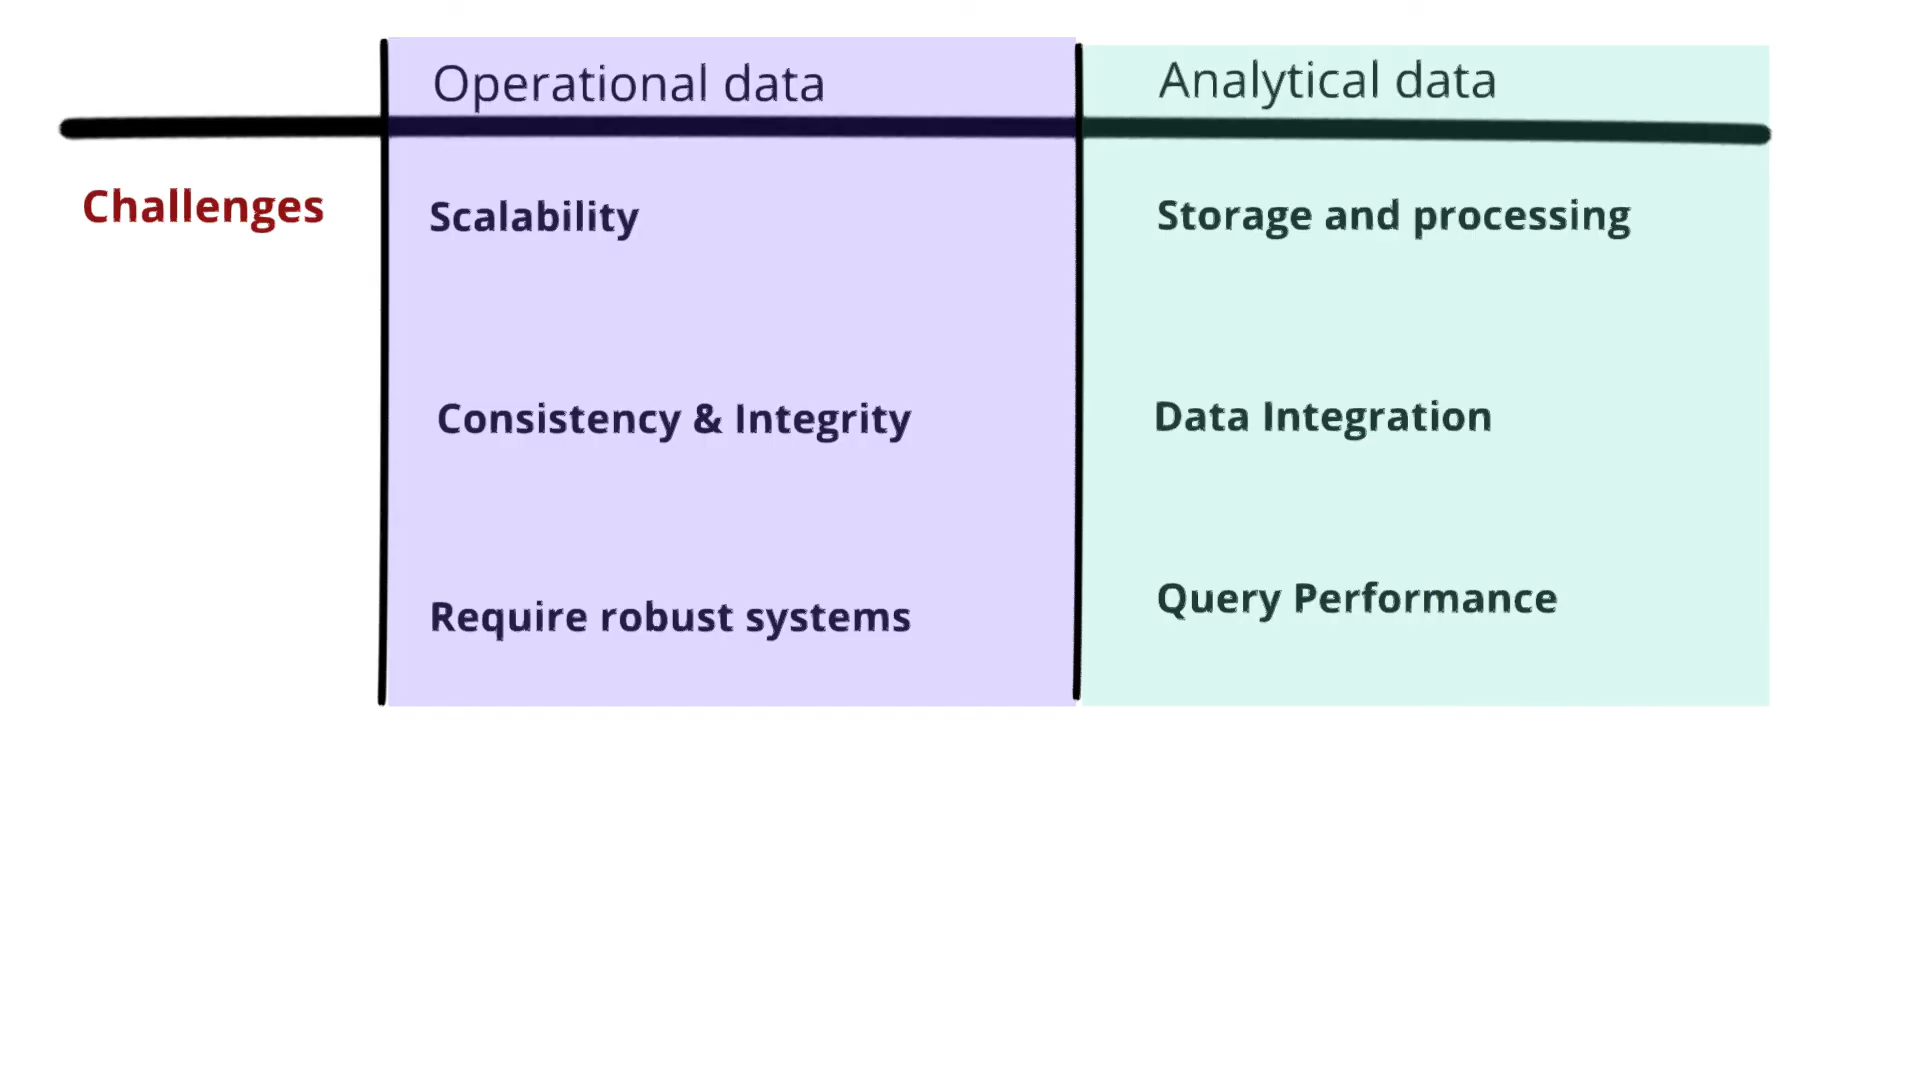 Operational data
Analytical data
Challenges
Scalability
Storage and processing
Consistency & Integrity
Data Integration
Require robust systems
Query Performance